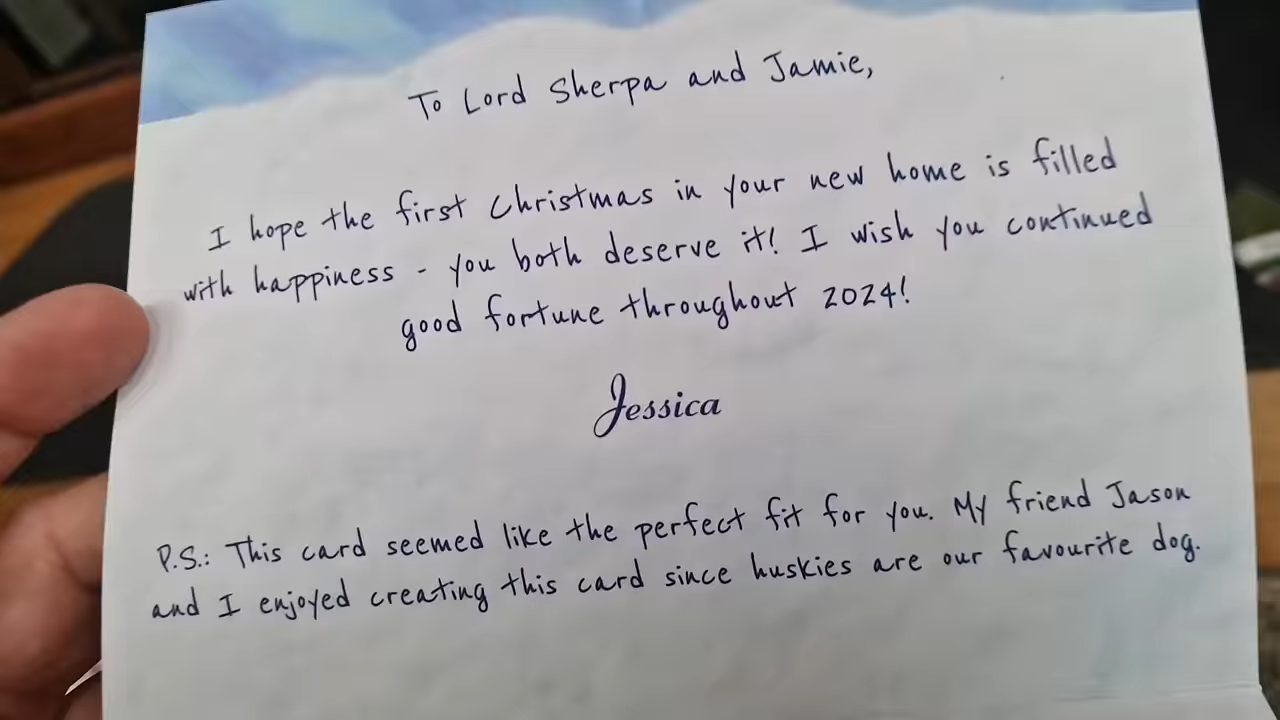 To Lord Sherpa and Jamie,
I hope the first Christmas in your new home is filled
with happiness - you both deserve it! I wish you continued
good fortune throughout 2024!
Jessica
P.S.: This card seemed like the perfect fit for you. My friend Jason
and I enjoyed creating this card since huskies are our favourite dog.